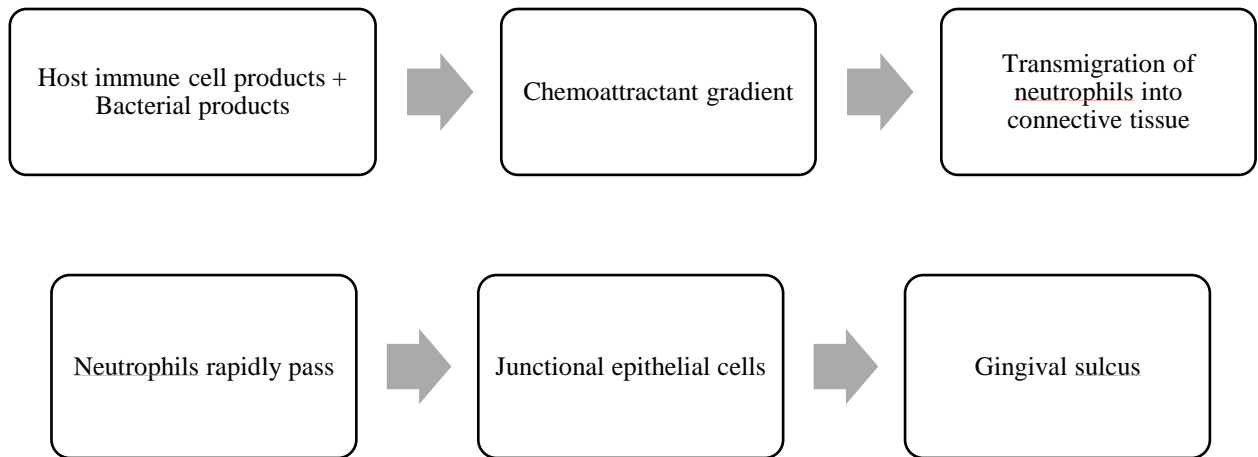 Host immune cell products +
Bacterial products
Chemoattractant gradient
Transmigration of
neutrophils into
connective tissue
Neutrophils rapidly pass
Junctional epithelial cells
Gingival sulcus